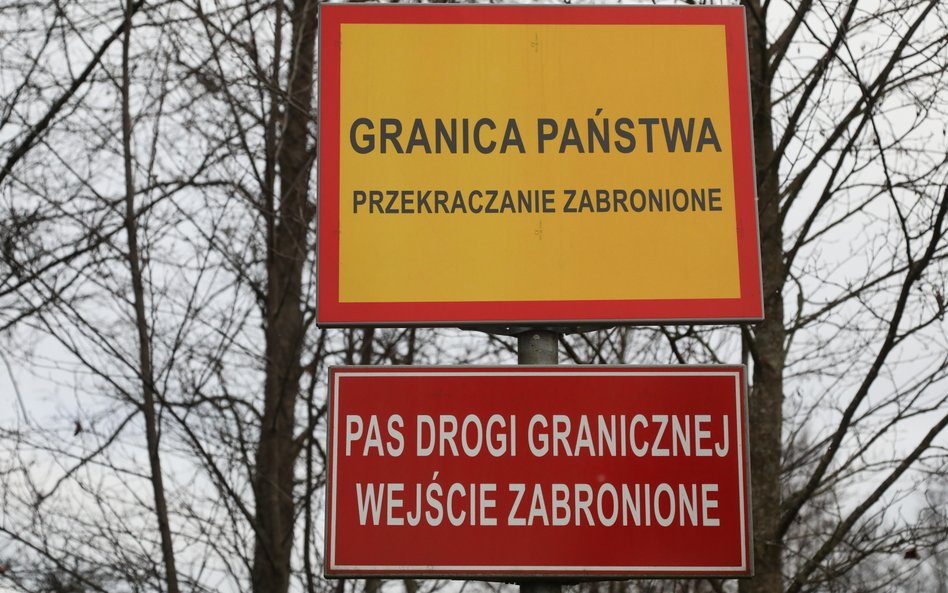 GRANICA PAŃSTWA
PRZEKRACZANIE ZABRONIONE
PAS DROGI GRANICZNEJ
WEJŚCIE ZABRONIONE